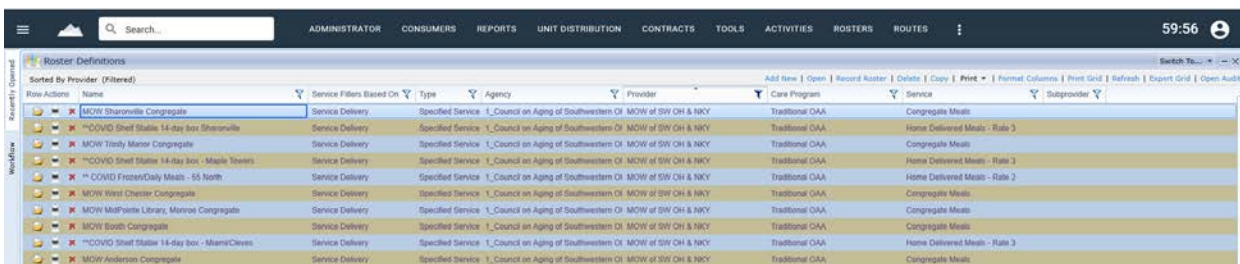 Search...
ADMINISTRATOR CONSUMERS REPORTS UNIT DISTRIBUTION CONTRACTS TOOLS ACTIVITIES ROSTERS ROUTES 59:56
Recently Opened
Workflow
Roster Definitions Switch To...
Sorted By Provider (Filtered) Add New | Open | Record Roster | Delete | Copy | Print | Format Columns | Print Grid | Refresh | Export Grid | Open Audit
Row Actions Name Service Filters Based On Type Agency Provider Care Program Service Subprovider
MOW Sharonville Congregate Service Delivery Specified Service 1_Council on Aging of Southwestern OI MOW of SW OH & NKY Traditional OAA Congregate Meals
**COVID Shelf Stable 14-day box Sharonville Service Delivery Specified Service 1_Council on Aging of Southwestern OI MOW of SW OH & NKY Traditional OAA Home Delivered Meals - Rate 3
MOW Trinity Manor Congregate Service Delivery Specified Service 1_Council on Aging of Southwestern OI MOW of SW OH & NKY Traditional OAA Congregate Meals
**COVID Shelf Stable 14-day box - Maple Towers Service Delivery Specified Service 1_Council on Aging of Southwestern OI MOW of SW OH & NKY Traditional OAA Home Delivered Meals - Rate 3
** COVID Frozen/Daily Meals - 55 North Service Delivery Specified Service 1_Council on Aging of Southwestern OI MOW of SW OH & NKY Traditional OAA Home Delivered Meals - Rate 2
MOW West Chester Congregate Service Delivery Specified Service 1_Council on Aging of Southwestern OI MOW of SW OH & NKY Traditional OAA Congregate Meals
MOW MidPointe Library, Monroe Congregate Service Delivery Specified Service 1_Council on Aging of Southwestern OI MOW of SW OH & NKY Traditional OAA Congregate Meals
MOW Booth Congregate Service Delivery Specified Service 1_Council on Aging of Southwestern OI MOW of SW OH & NKY Traditional OAA Congregate Meals
**COVID Shelf Stable 14-day box - Miami/Cleves Service Delivery Specified Service 1_Council on Aging of Southwestern OI MOW of SW OH & NKY Traditional OAA Home Delivered Meals - Rate 3
MOW Anderson Congregate Service Delivery Specified Service 1_Council on Aging of Southwestern OI MOW of SW OH & NKY Traditional OAA Congregate Meals